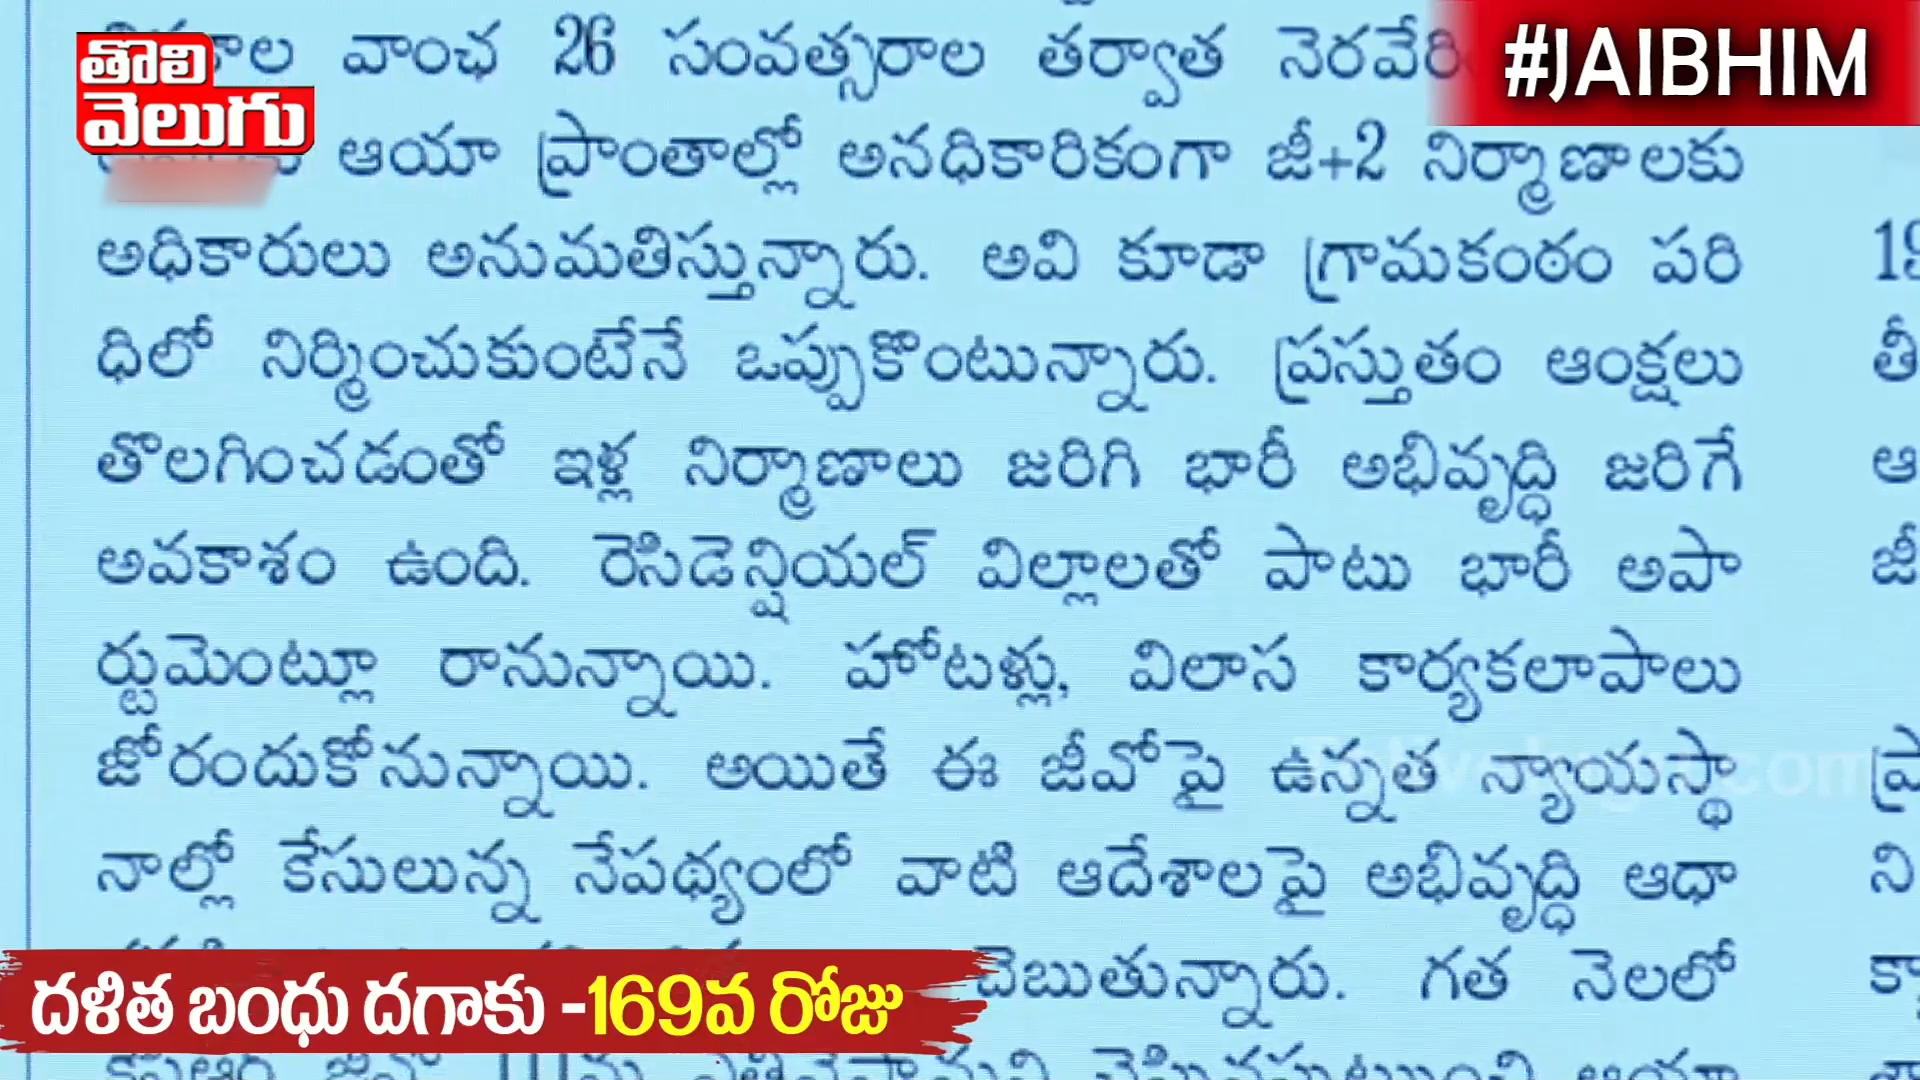 తొలి
వెలుగు
#JAIBHIM
వాంఛ 26 సంవత్సరాల తర్వాత
ఆయా ప్రాంతాల్లో అనధికారికంగా జీ+2 నిర్మాణాలకు
అధికారులు అనుమతిస్తున్నారు. అవి కూడా గ్రామకంఠం పరి
ధిలో నిర్మించుకుంటేనే ఒప్పుకొంటున్నారు. ప్రస్తుతం ఆంక్షలు
తొలగించడంతో ఇళ్ల నిర్మాణాలు జరిగి భారీ అభివృద్ధి జరిగే
అవకాశం ఉంది. రెసిడెన్షియల్ విల్లాలతో పాటు భారీ అపా
ర్టుమెంట్లూ రానున్నాయి. హోటళ్లు, విలాస కార్యకలాపాలు
జోరందుకోనున్నాయి. అయితే ఈ జీవోపై ఉన్నత న్యాయస్థా
నాల్లో కేసులున్న నేపథ్యంలో వాటి ఆదేశాలపై అభివృద్ధి ఆధా
చెబుతున్నారు. గత నెలలో
దళిత బంధు దగాకు -169వ రోజు